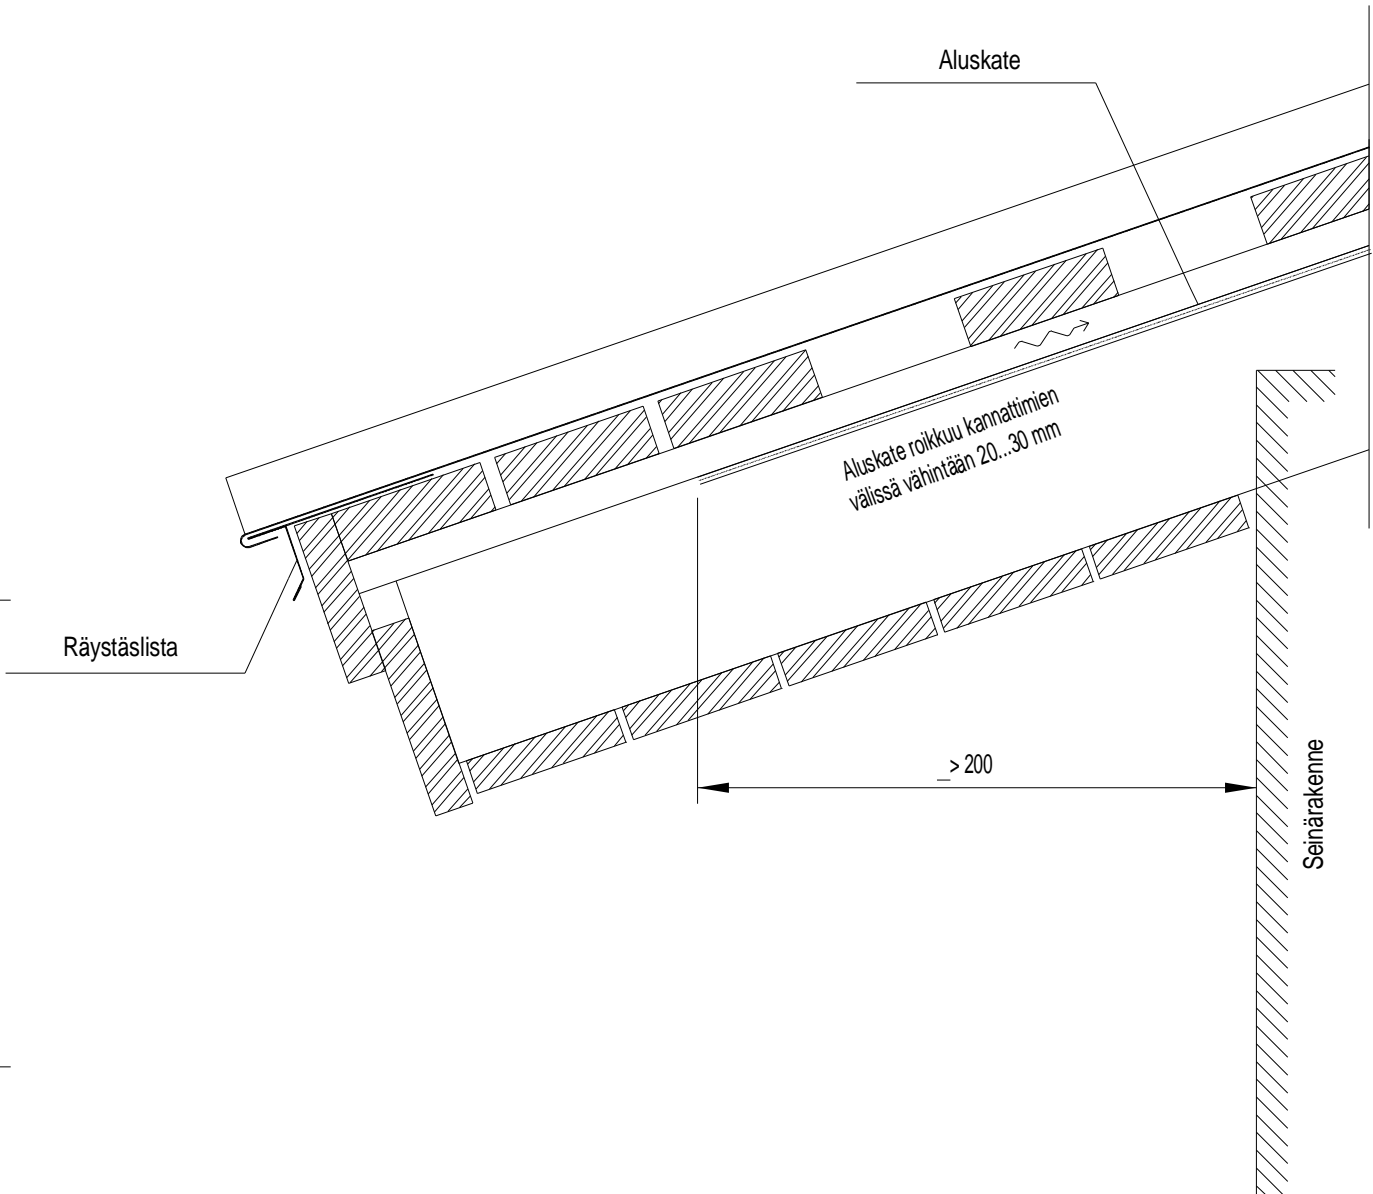 Aluskate
Aluskate roikkuu kannattimien
välissä vähintään 20...30 mm
Räystäslista
_> 200
Seinärakenne